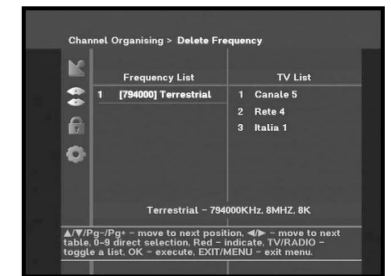 Channel Organising > Delete Frequency
Frequency List
TV List
1 [794000] Terrestrial
1 Canale 5
2 Rete 4
3 Italia 1
Terrestrial – 794000KHz, 8MHZ, 8K
▲/▼/Pg-/Pg+ – move to next position, ◄/► – move to next
table, 0-9 direct selection, Red – indicate, TV/RADIO –
toggle a list, OK – execute, EXIT/MENU – exit menu.